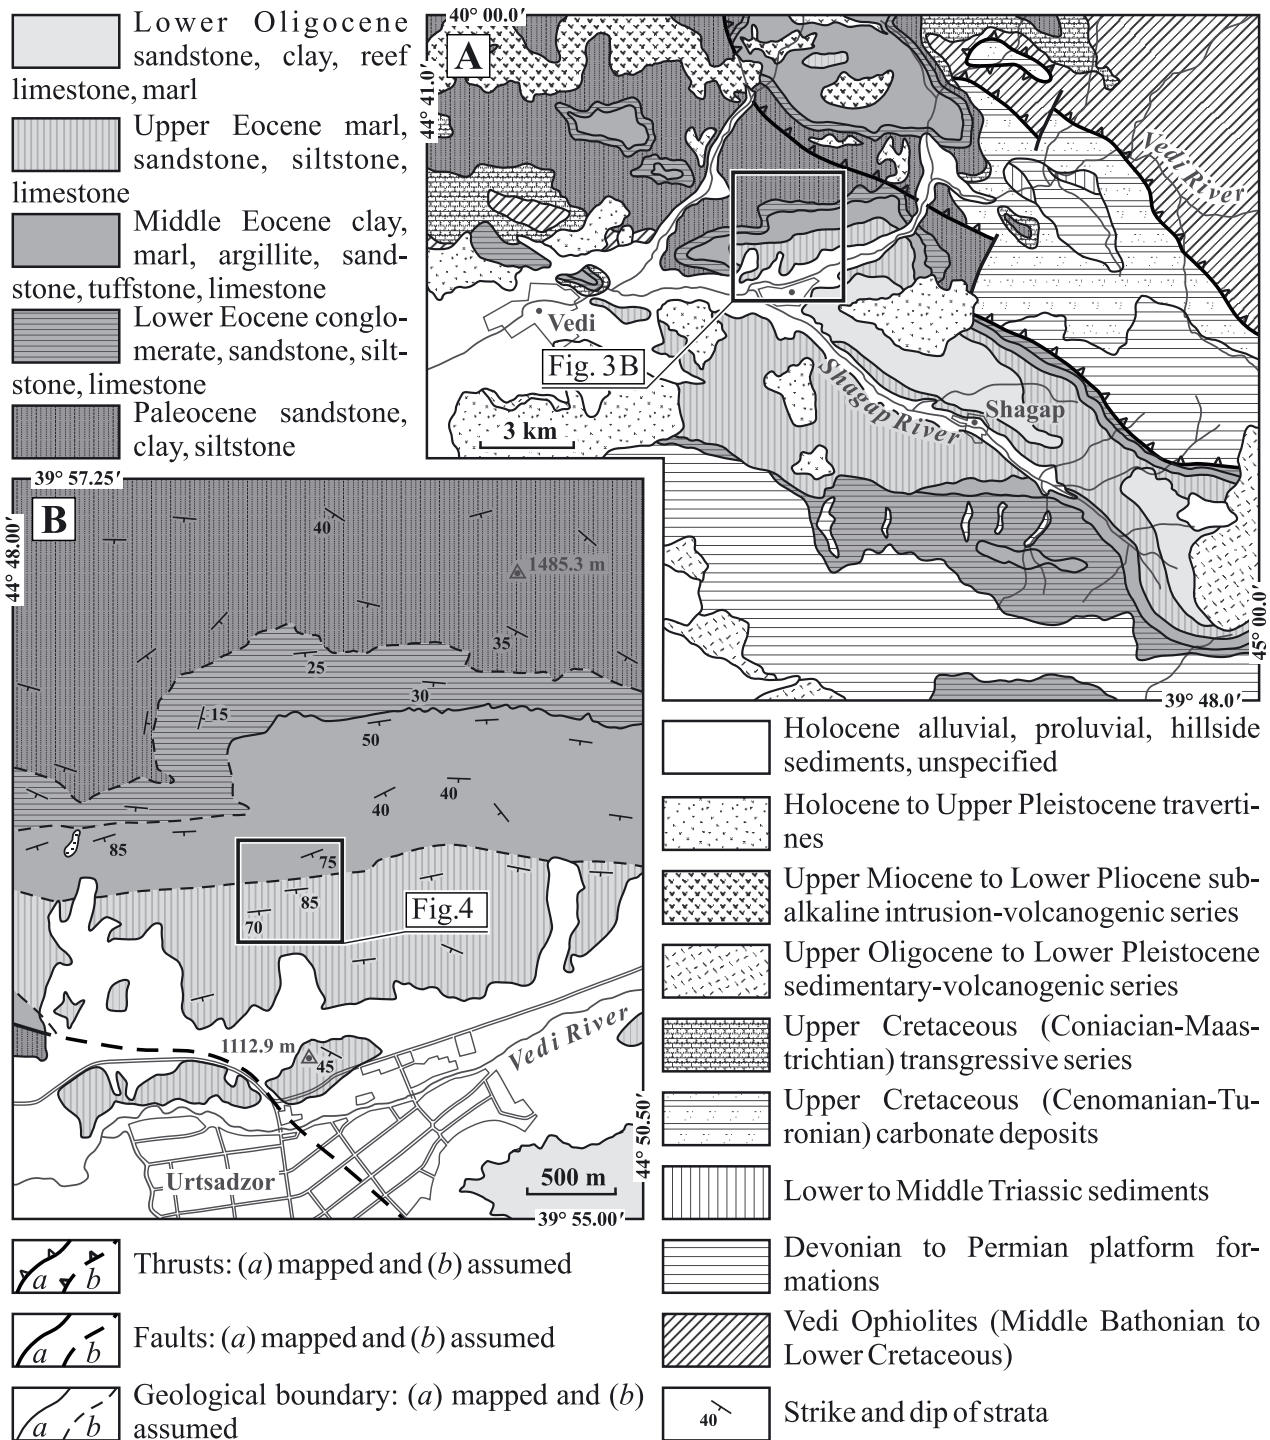 Lower Oligocene
sandstone, clay, reef
limestone, marl
Upper Eocene marl,
sandstone, siltstone,
limestone
Middle Eocene clay,
marl, argillite, sand-
stone, tuffstone, limestone
Lower Eocene conglo-
merate, sandstone, silt-
stone, limestone
Paleocene sandstone,
clay, siltstone
40° 00.0′
A
44° 41.0′
Vedi River
Vedi
Fig. 3B
Shagap River
Shagap
3 km
45° 00.0′
39° 48.0′
39° 57.25′
B
44° 48.00′
40
1485.3 m
35
25
30
15
50
40
40
85
75
85
70
Fig.4
1112.9 m
45
Vedi River
Urtsadzor
500 m
44° 50.50′
39° 55.00′
Thrusts: (a) mapped and (b) assumed
a
b
Faults: (a) mapped and (b) assumed
a
b
Geological boundary: (a) mapped and (b)
assumed
a
b
Holocene alluvial, proluvial, hillside
sediments, unspecified
Holocene to Upper Pleistocene traverti-
nes
Upper Miocene to Lower Pliocene sub-
alkaline intrusion-volcanogenic series
Upper Oligocene to Lower Pleistocene
sedimentary-volcanogenic series
Upper Cretaceous (Coniacian-Maas-
trichtian) transgressive series
Upper Cretaceous (Cenomanian-Tu-
ronian) carbonate deposits
Lower to Middle Triassic sediments
Devonian to Permian platform for-
mations
Vedi Ophiolites (Middle Bathonian to
Lower Cretaceous)
40
Strike and dip of strata